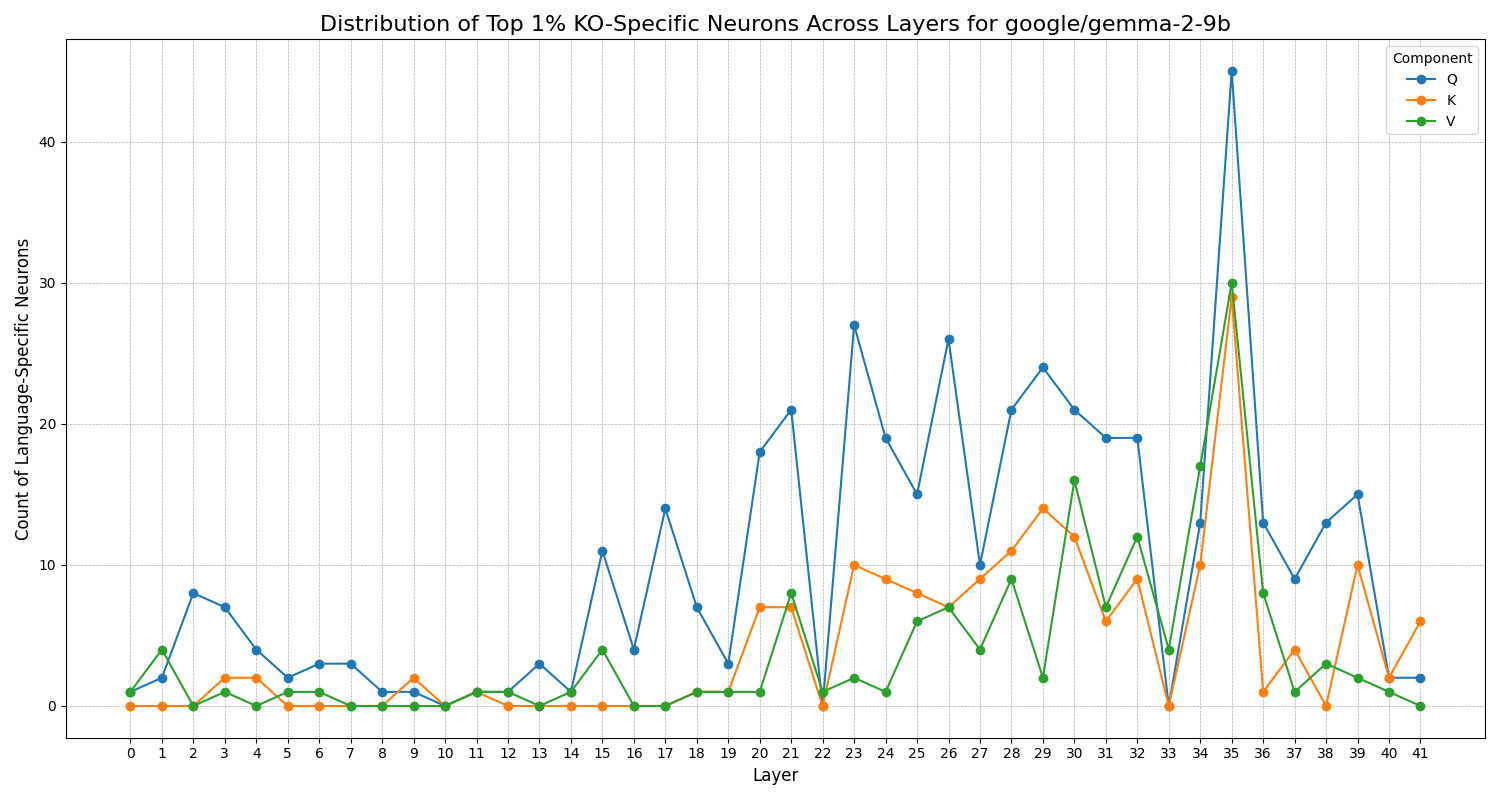 Distribution of Top 1% KO-Specific Neurons Across Layers for google/gemma-2-9b
Component
Q
K
V
Count of Language-Specific Neurons
40
30
20
10
0
0 1 2 3 4 5 6 7 8 9 10 11 12 13 14 15 16 17 18 19 20 21 22 23 24 25 26 27 28 29 30 31 32 33 34 35 36 37 38 39 40 41
Layer